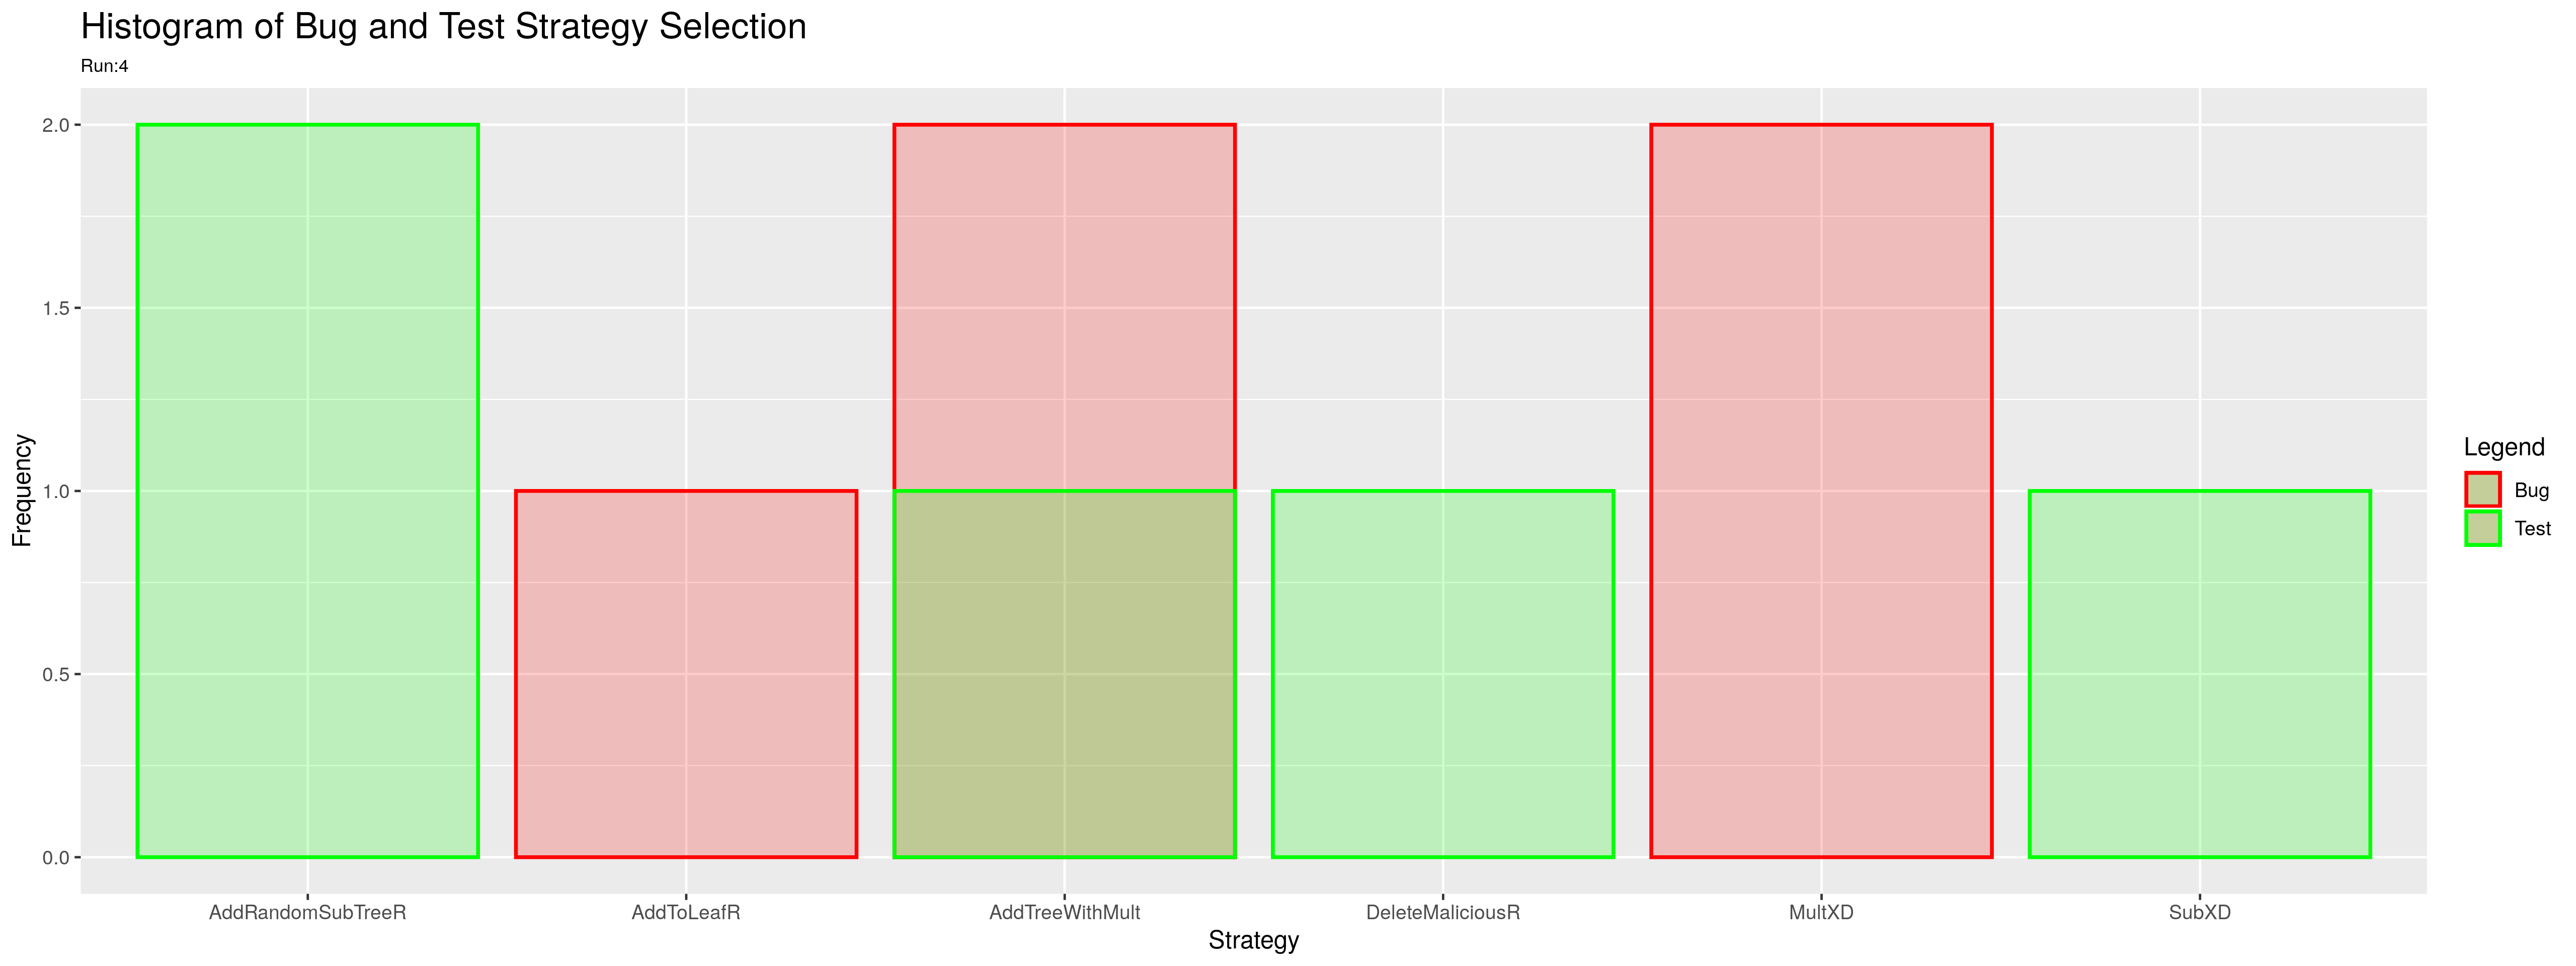 Histogram of Bug and Test Strategy Selection
Run:4
2.0
1.5
1.0
0.5
0.0
Frequency
AddRandomSubTreeR AddToLeafR AddTreeWithMult DeleteMaliciousR MultXD SubXD
Strategy
Legend
Bug
Test